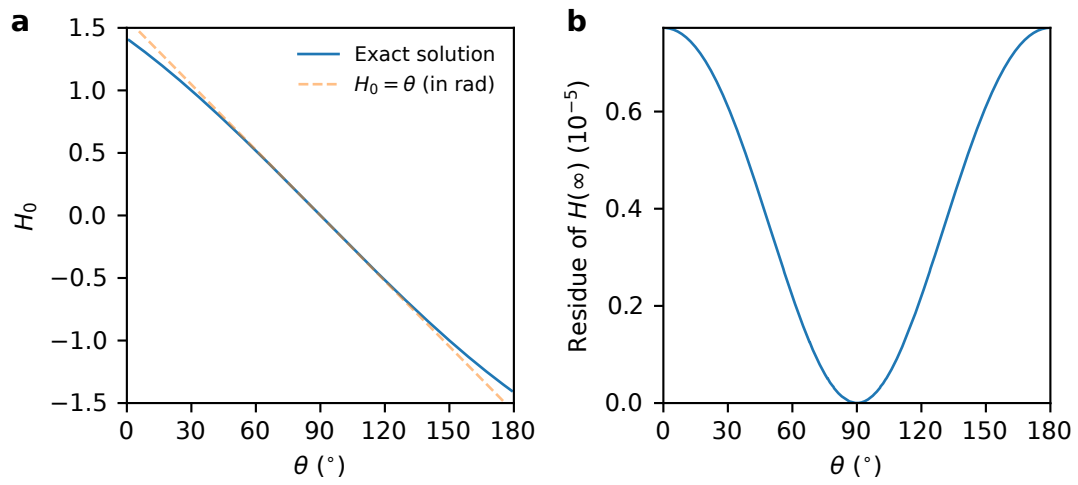 a
1.5
1.0
0.5
0.0
−0.5
−1.0
−1.5
H₀
0 30 60 90 120 150 180
θ (°)
Exact solution
H₀ = θ (in rad)
b
0.6
0.4
0.2
0.0
Residue of H(∞) (10⁻⁵)
0 30 60 90 120 150 180
θ (°)